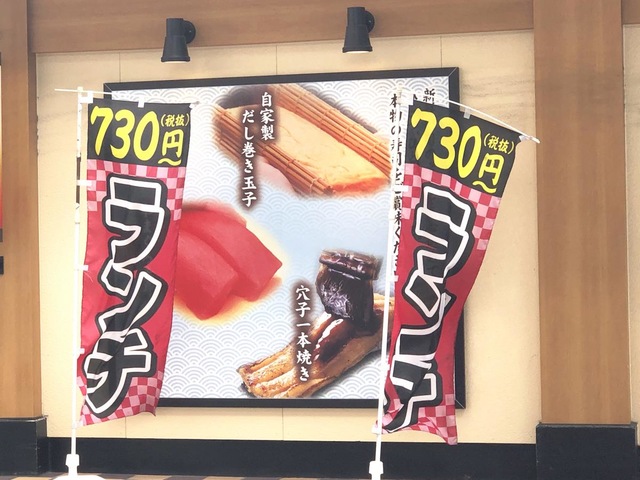 730円〜
(税抜)
ランチ
自家製
だし巻き玉子
穴子一本焼き
730円〜
(税抜)
ランチ